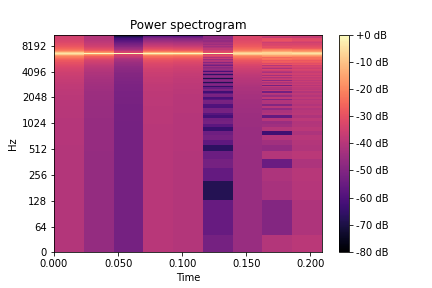 Power spectrogram
Hz
8192
4096
2048
1024
512
256
128
64
0
0.000 0.050 0.100 0.150 0.200
Time
+0 dB
-10 dB
-20 dB
-30 dB
-40 dB
-50 dB
-60 dB
-70 dB
-80 dB